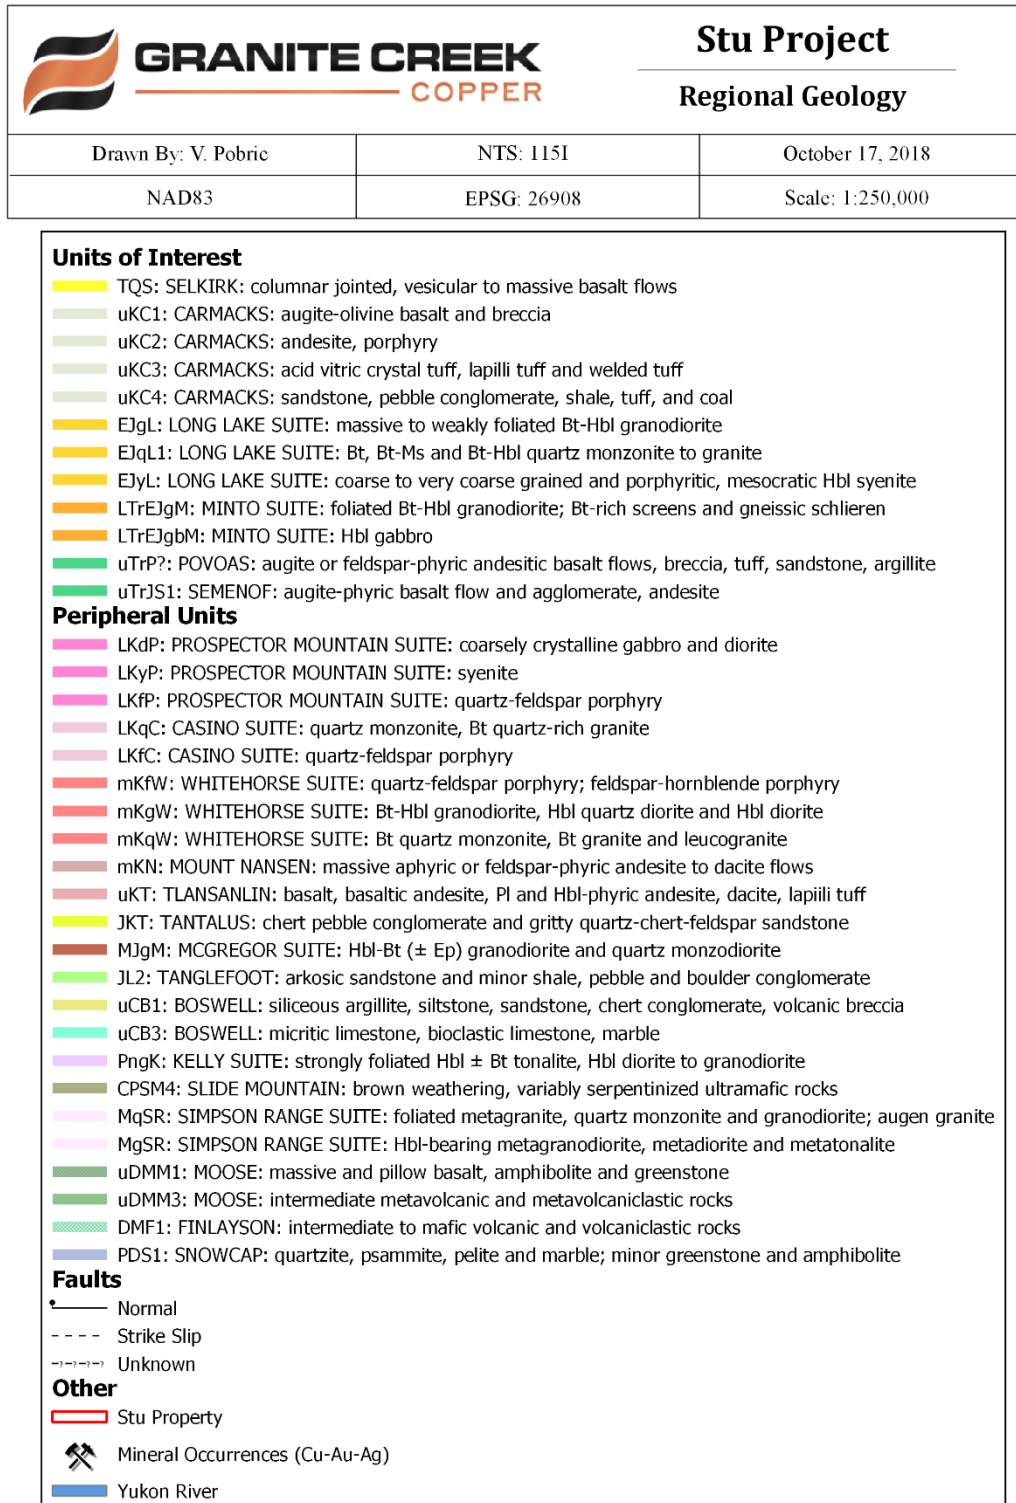 GRANITE CREEK
COPPER
Stu Project
Regional Geology
Drawn By: V. Pobric
NTS: 115I
October 17, 2018
NAD83
EPSG: 26908
Scale: 1:250,000
Units of Interest
TQS: SELKIRK: columnar jointed, vesicular to massive basalt flows
uKC1: CARMACKS: augite-olivine basalt and breccia
uKC2: CARMACKS: andesite, porphyry
uKC3: CARMACKS: acid vitric crystal tuff, lapilli tuff and welded tuff
uKC4: CARMACKS: sandstone, pebble conglomerate, shale, tuff, and coal
EJgL: LONG LAKE SUITE: massive to weakly foliated Bt-Hbl granodiorite
EJqL1: LONG LAKE SUITE: Bt, Bt-Ms and Bt-Hbl quartz monzonite to granite
EJyL: LONG LAKE SUITE: coarse to very coarse grained and porphyritic, mesocratic Hbl syenite
LTrEJgM: MINTO SUITE: foliated Bt-Hbl granodiorite; Bt-rich screens and gneissic schlieren
LTrEJgbM: MINTO SUITE: Hbl gabbro
uTrP?: POVOAS: augite or feldspar-phyric andesitic basalt flows, breccia, tuff, sandstone, argillite
uTrJS1: SEMENOF: augite-phyric basalt flow and agglomerate, andesite
Peripheral Units
LKdP: PROSPECTOR MOUNTAIN SUITE: coarsely crystalline gabbro and diorite
LKyP: PROSPECTOR MOUNTAIN SUITE: syenite
LKfP: PROSPECTOR MOUNTAIN SUITE: quartz-feldspar porphyry
LKqC: CASINO SUITE: quartz monzonite, Bt quartz-rich granite
LKfC: CASINO SUITE: quartz-feldspar porphyry
mKfW: WHITEHORSE SUITE: quartz-feldspar porphyry; feldspar-hornblende porphyry
mKgW: WHITEHORSE SUITE: Bt-Hbl granodiorite, Hbl quartz diorite and Hbl diorite
mKqW: WHITEHORSE SUITE: Bt quartz monzonite, Bt granite and leucogranite
mKN: MOUNT NANSEN: massive aphyric or feldspar-phyric andesite to dacite flows
uKT: TLANSANLIN: basalt, basaltic andesite, Pl and Hbl-phyric andesite, dacite, lapiili tuff
JKT: TANTALUS: chert pebble conglomerate and gritty quartz-chert-feldspar sandstone
MJgM: MCGREGOR SUITE: Hbl-Bt (± Ep) granodiorite and quartz monzodiorite
JL2: TANGLEFOOT: arkosic sandstone and minor shale, pebble and boulder conglomerate
uCB1: BOSWELL: siliceous argillite, siltstone, sandstone, chert conglomerate, volcanic breccia
uCB3: BOSWELL: micritic limestone, bioclastic limestone, marble
PngK: KELLY SUITE: strongly foliated Hbl ± Bt tonalite, Hbl diorite to granodiorite
CPSM4: SLIDE MOUNTAIN: brown weathering, variably serpentinized ultramafic rocks
MqSR: SIMPSON RANGE SUITE: foliated metagranite, quartz monzonite and granodiorite; augen granite
MgSR: SIMPSON RANGE SUITE: Hbl-bearing metagranodiorite, metadiorite and metatonalite
uDMM1: MOOSE: massive and pillow basalt, amphibolite and greenstone
uDMM3: MOOSE: intermediate metavolcanic and metavolcaniclastic rocks
DMF1: FINLAYSON: intermediate to mafic volcanic and volcaniclastic rocks
PDS1: SNOWCAP: quartzite, psammite, pelite and marble; minor greenstone and amphibolite
Faults
Normal
Strike Slip
-?-?-?-? Unknown
Other
Stu Property
Mineral Occurrences (Cu-Au-Ag)
Yukon River